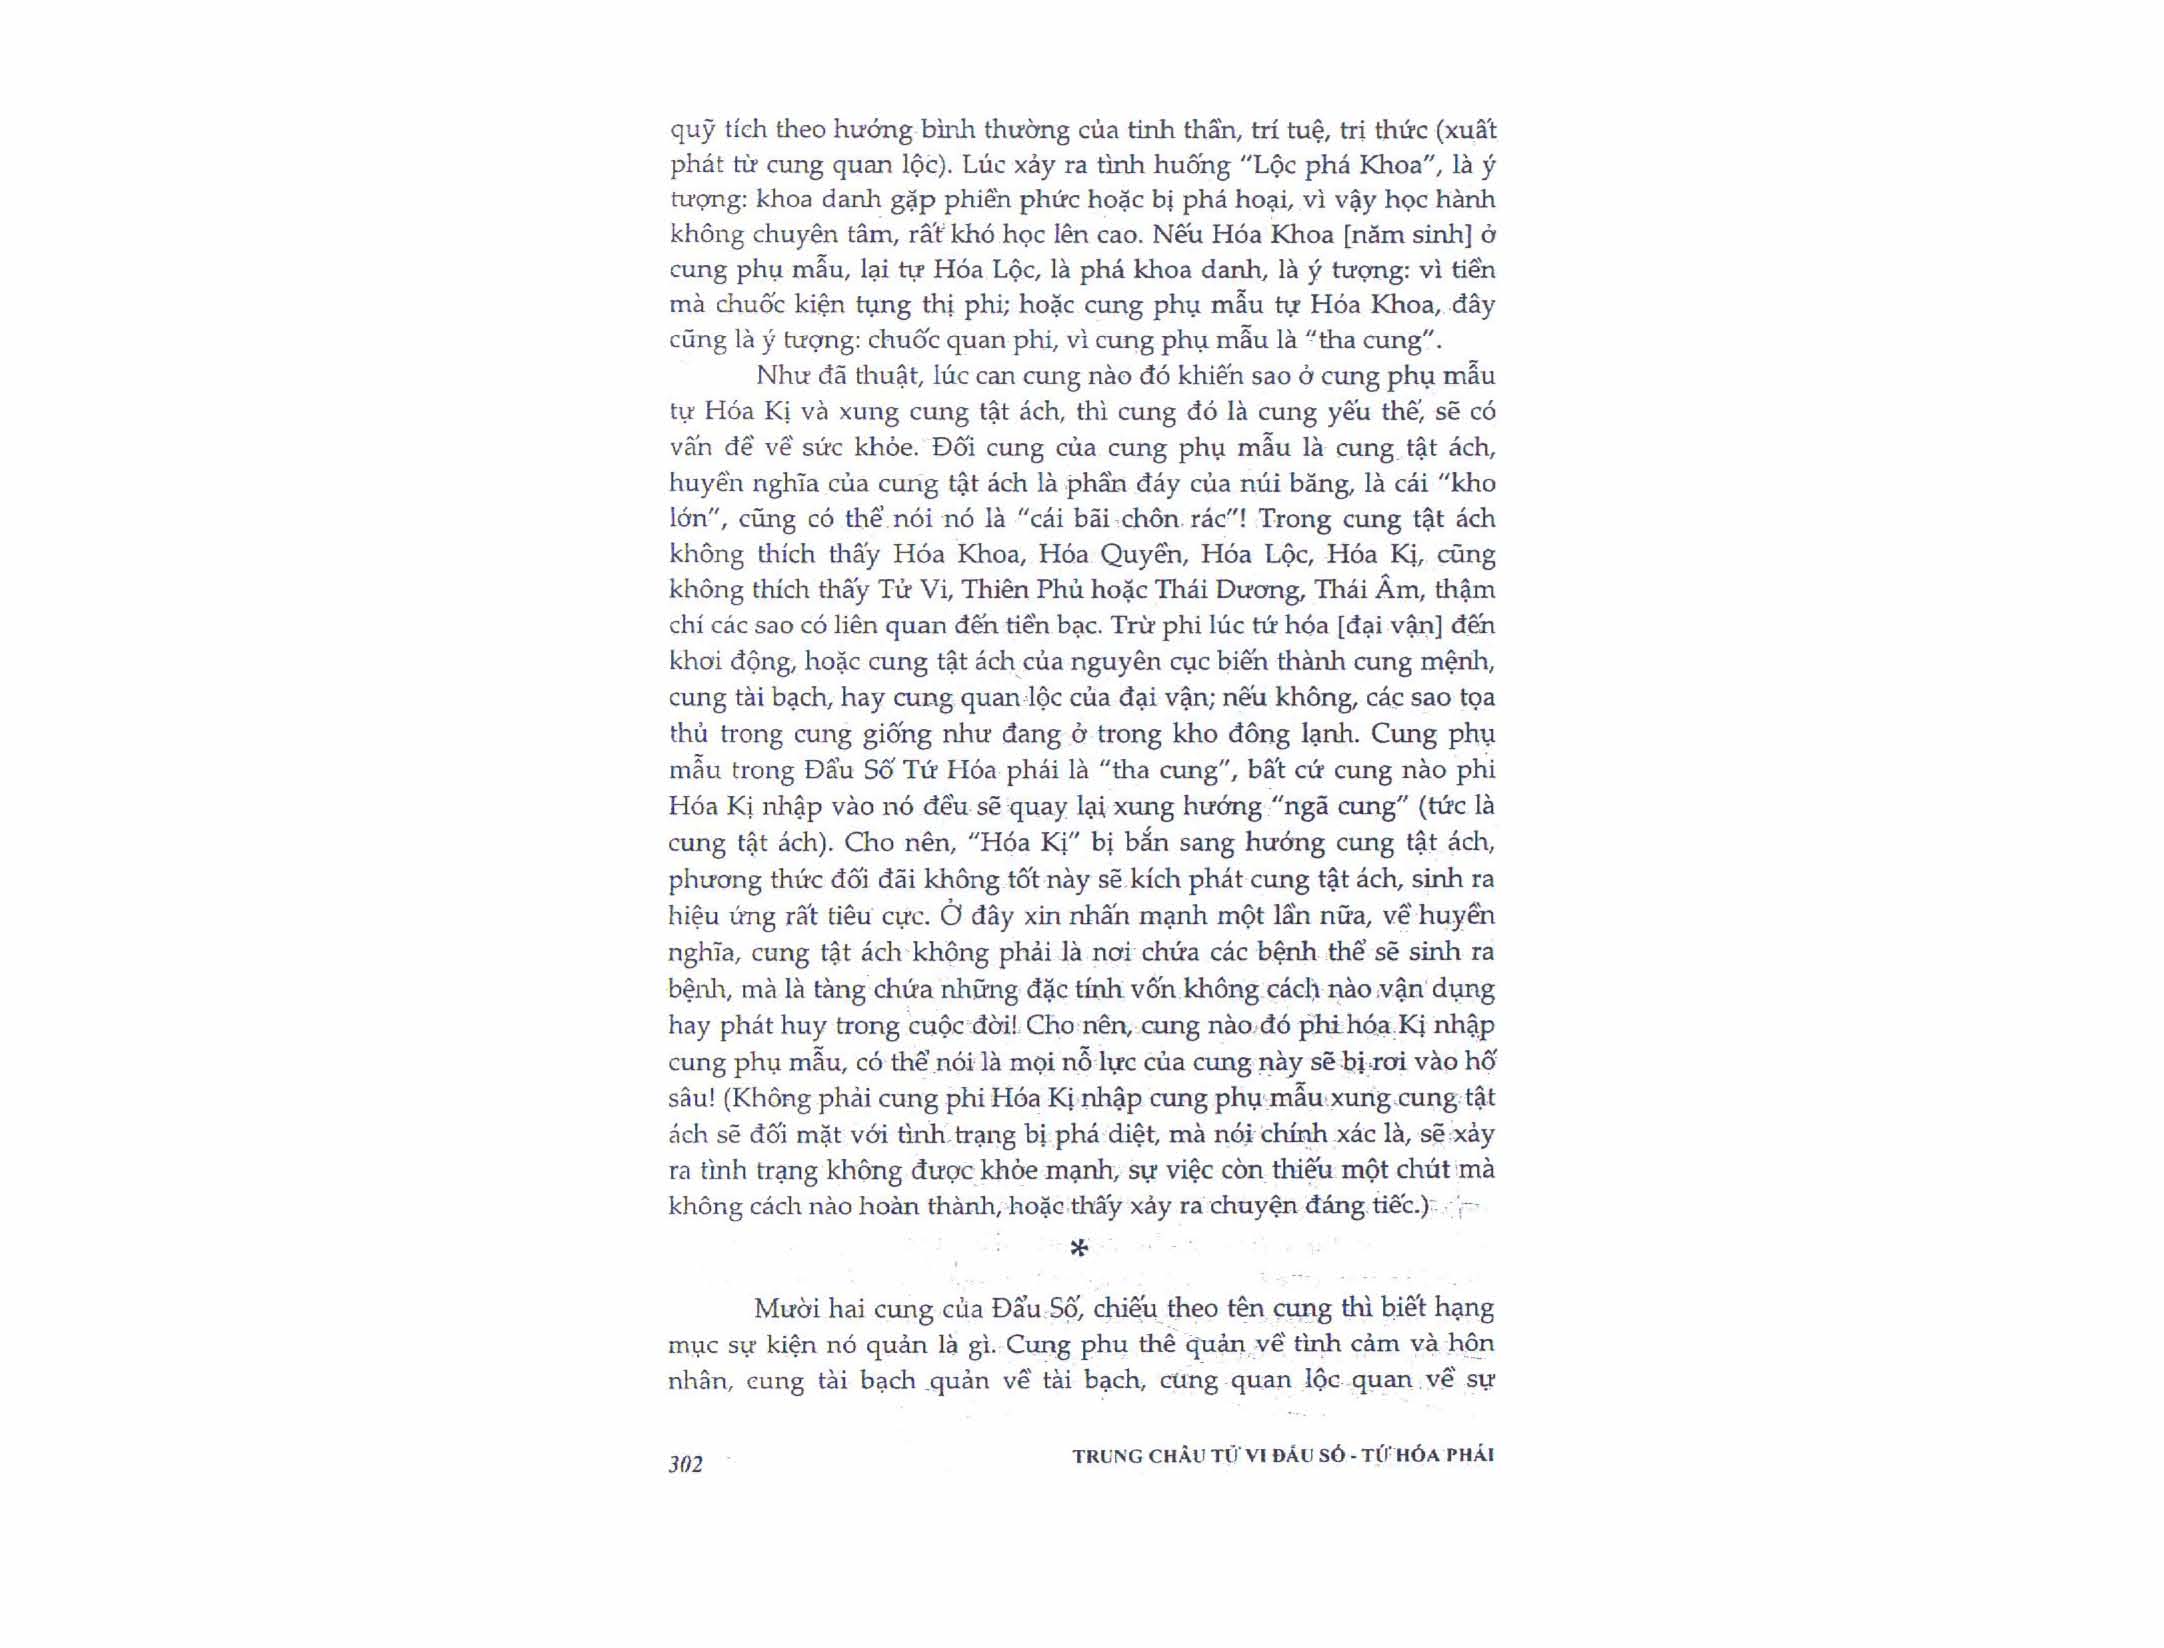 quỹ tích theo hướng bình thường của tinh thần, trí tuệ, tri thức (xuất
phát từ cung quan lộc). Lúc xảy ra tình huống "Lộc phá Khoa", là ý
tượng: khoa danh gặp phiền phức hoặc bị phá hoại, vì vậy học hành
không chuyên tâm, rất khó học lên cao. Nếu Hóa Khoa [năm sinh] ở
cung phụ mẫu, lại tự Hóa Lộc, là phá khoa danh, là ý tượng: vì tiền
mà chuốc kiện tụng thị phi; hoặc cung phụ mẫu tự Hóa Khoa, đây
cũng là ý tượng: chuốc quan phi, vì cung phụ mẫu là "tha cung".
Như đã thuật, lúc can cung nào đó khiến sao ở cung phụ mẫu
tự Hóa Kị và xung cung tật ách, thì cung đó là cung yếu thế, sẽ có
vấn đề về sức khỏe. Đối cung của cung phụ mẫu là cung tật ách,
huyền nghĩa của cung tật ách là phần đáy của núi băng, là cái "kho
lớn", cũng có thể nói nó là "cái bãi chôn rác"! Trong cung tật ách
không thích thấy Hóa Khoa, Hóa Quyền, Hóa Lộc, Hóa Kị, cũng
không thích thấy Tử Vi, Thiên Phủ hoặc Thái Dương, Thái Âm, thậm
chí các sao có liên quan đến tiền bạc. Trừ phi lúc tứ hóa [đại vận] đến
khơi động, hoặc cung tật ách của nguyên cục biến thành cung mệnh,
cung tài bạch, hay cung quan lộc của đại vận; nếu không, các sao tọa
thủ trong cung giống như đang ở trong kho đông lạnh. Cung phụ
mẫu trong Đẩu Số Tứ Hóa phái là "tha cung", bất cứ cung nào phi
Hóa Kị nhập vào nó đều sẽ quay lại xung hướng "ngã cung" (tức là
cung tật ách). Cho nên, "Hóa Kị" bị bắn sang hướng cung tật ách,
phương thức đối đãi không tốt này sẽ kích phát cung tật ách, sinh ra
hiệu ứng rất tiêu cực. Ở đây xin nhấn mạnh một lần nữa, về huyền
nghĩa, cung tật ách không phải là nơi chứa các bệnh thể sẽ sinh ra
bệnh, mà là tàng chứa những đặc tính vốn không cách nào vận dụng
hay phát huy trong cuộc đời! Cho nên, cung nào đó phi hóa Kị nhập
cung phụ mẫu, có thể nói là mọi nỗ lực của cung này sẽ bị rơi vào hố
sâu! (Không phải cung phi Hóa Kị nhập cung phụ mẫu xung cung tật
ách sẽ đối mặt với tình trạng bị phá diệt, mà nói chính xác là, sẽ xảy
ra tình trạng không được khỏe mạnh, sự việc còn thiếu một chút mà
không cách nào hoàn thành, hoặc thấy xảy ra chuyện đáng tiếc.)
*
Mười hai cung của Đẩu Số, chiếu theo tên cung thì biết hạng
mục sự kiện nó quản là gì. Cung phu thê quản về tình cảm và hôn
nhân, cung tài bạch quản về tài bạch, cung quan lộc quan về sự
302
TRUNG CHÂU TỬ VI ĐẨU SỐ - TỨ HÓA PHÁI